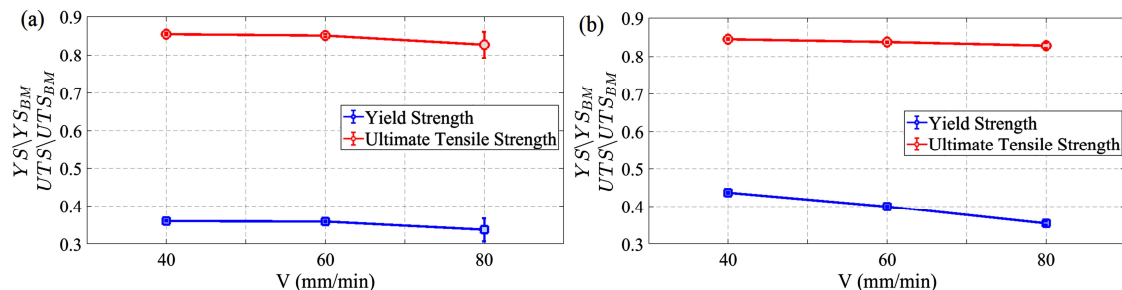 (a)
0.9
0.8
0.7
0.6
0.5
0.4
0.3
YS\YS_BM
UTS\UTS_BM
Yield Strength
Ultimate Tensile Strength
40 60 80
V (mm/min)
(b)
0.9
0.8
0.7
0.6
0.5
0.4
0.3
YS\YS_BM
UTS\UTS_BM
Yield Strength
Ultimate Tensile Strength
40 60 80
V (mm/min)